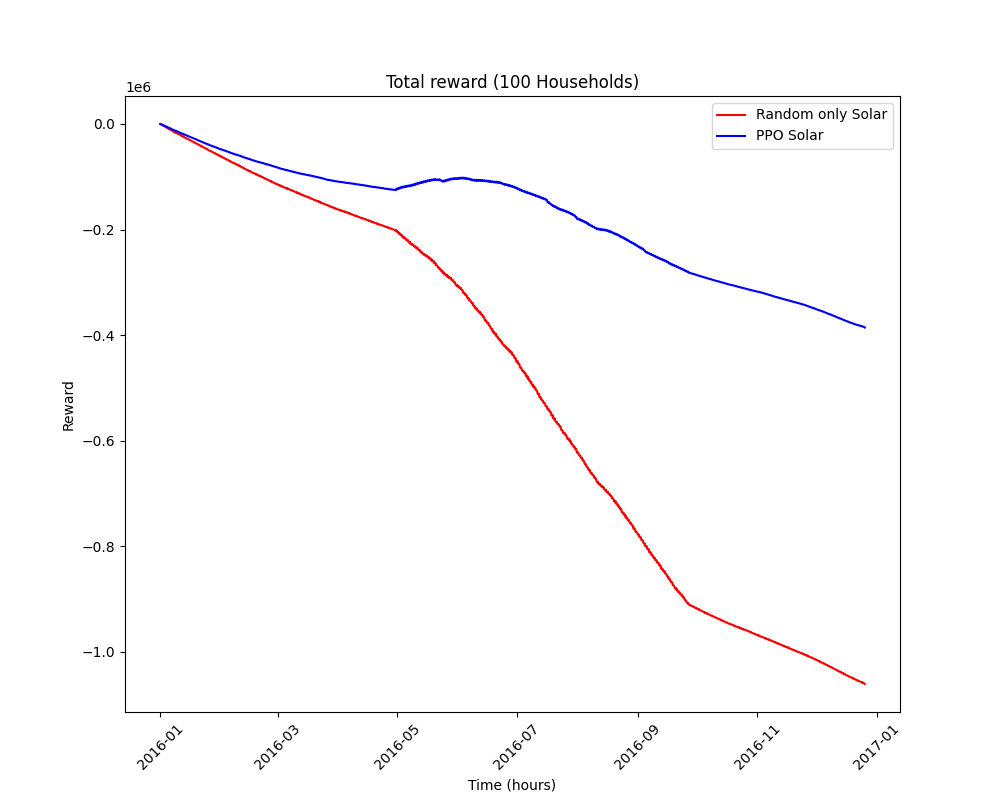 Total reward (100 Households)
1e6
Random only Solar
PPO Solar
0.0
−0.2
−0.4
−0.6
−0.8
−1.0
Reward
2016-01
2016-03
2016-05
2016-07
2016-09
2016-11
2017-01
Time (hours)